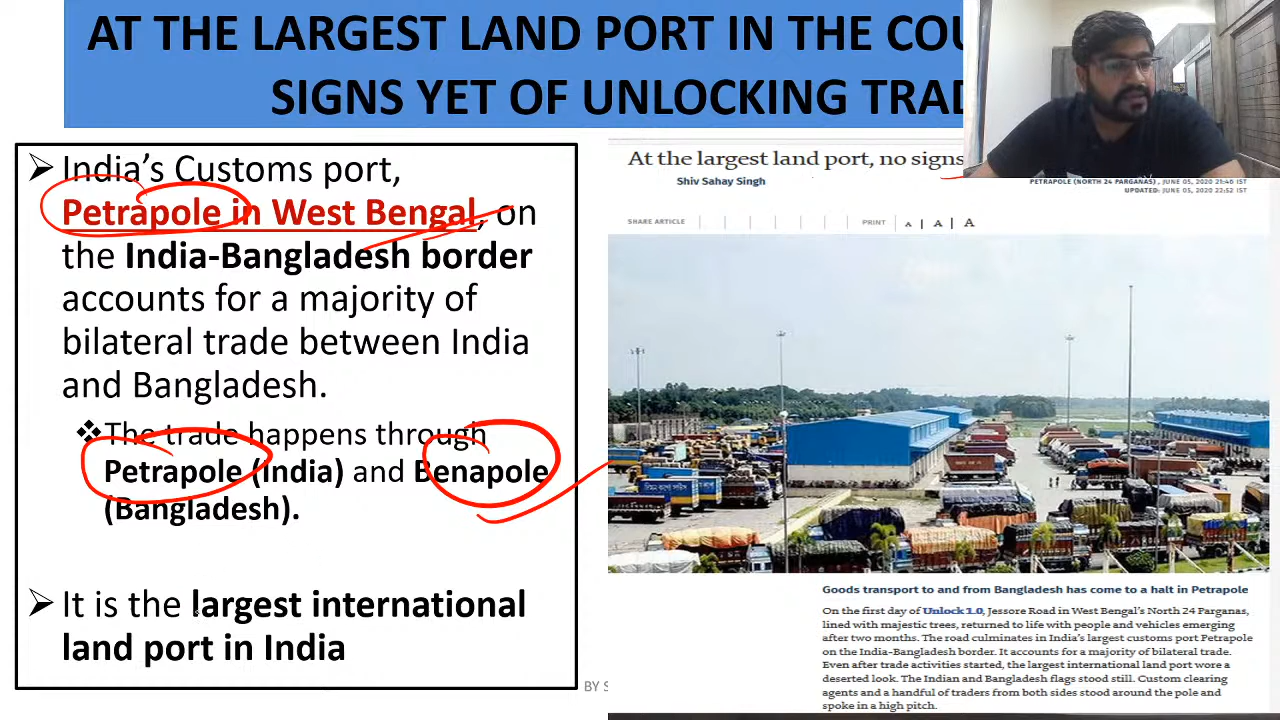 AT THE LARGEST LAND PORT IN THE
SIGNS YET OF UNLOCKING
India's Customs port,
Petrapole in West Bengal, on
the India-Bangladesh border
accounts for a majority of
bilateral trade between India
and Bangladesh.
The trade happens through
Petrapole (India) and Benapole
(Bangladesh).
It is the largest international
land port in India
At the largest land port, no signs
Shiv Sahay Singh
PETRAPOLE (NORTH 24 PARGANAS), JUNE 05, 2020 21:46 IST
UPDATED: JUNE 05, 2020 22:52 IST
SHARE ARTICLE PRINT A A A
Goods transport to and from Bangladesh has come to a halt in Petrapole
On the first day of Unlock 1.0, Jessore Road in West Bengal's North 24 Parganas,
lined with majestic trees, returned to life with people and vehicles emerging
after two months. The road culminates in India's largest customs port Petrapole
on the India-Bangladesh border. It accounts for a majority of bilateral trade.
Even after trade activities started, the largest international land port wore a
deserted look. The Indian and Bangladesh flags stood still. Custom clearing
agents and a handful of traders from both sides stood around the pole and
spoke in a high pitch.
BY